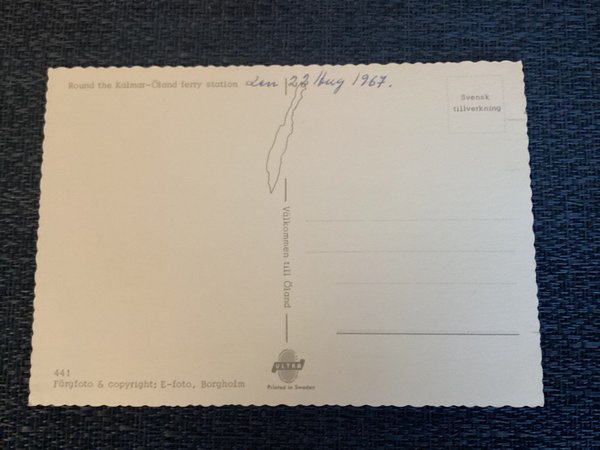 Round the Kalmar-Öland ferry station den 22 Aug 1967.
Svensk
tillverkning
Välkommen till Öland
441
Färgfoto & copyright; E-foto, Borgholm
ULTRA
Printed in Sweden